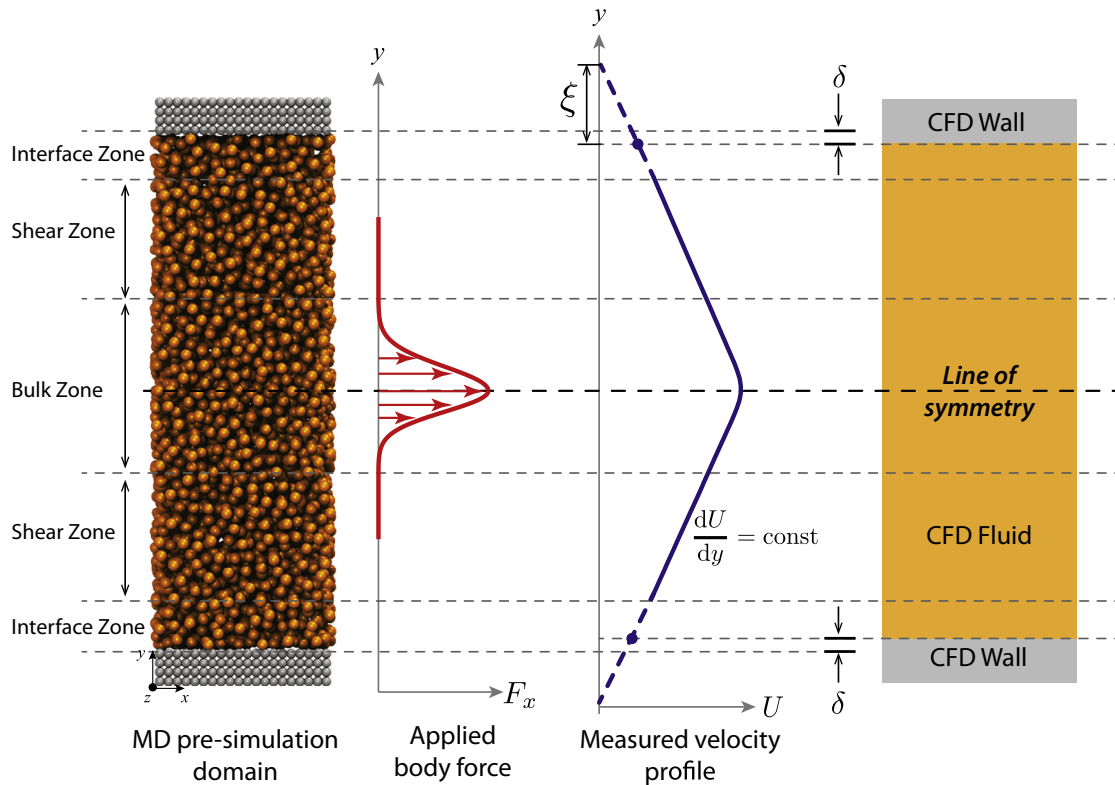 Interface Zone
Shear Zone
Bulk Zone
Shear Zone
Interface Zone
y
z
x
MD pre-simulation
domain
y
F_x
Applied
body force
y
ξ
dU
dy
= const
U
Measured velocity
profile
δ
δ
CFD Wall
Line of
symmetry
CFD Fluid
CFD Wall